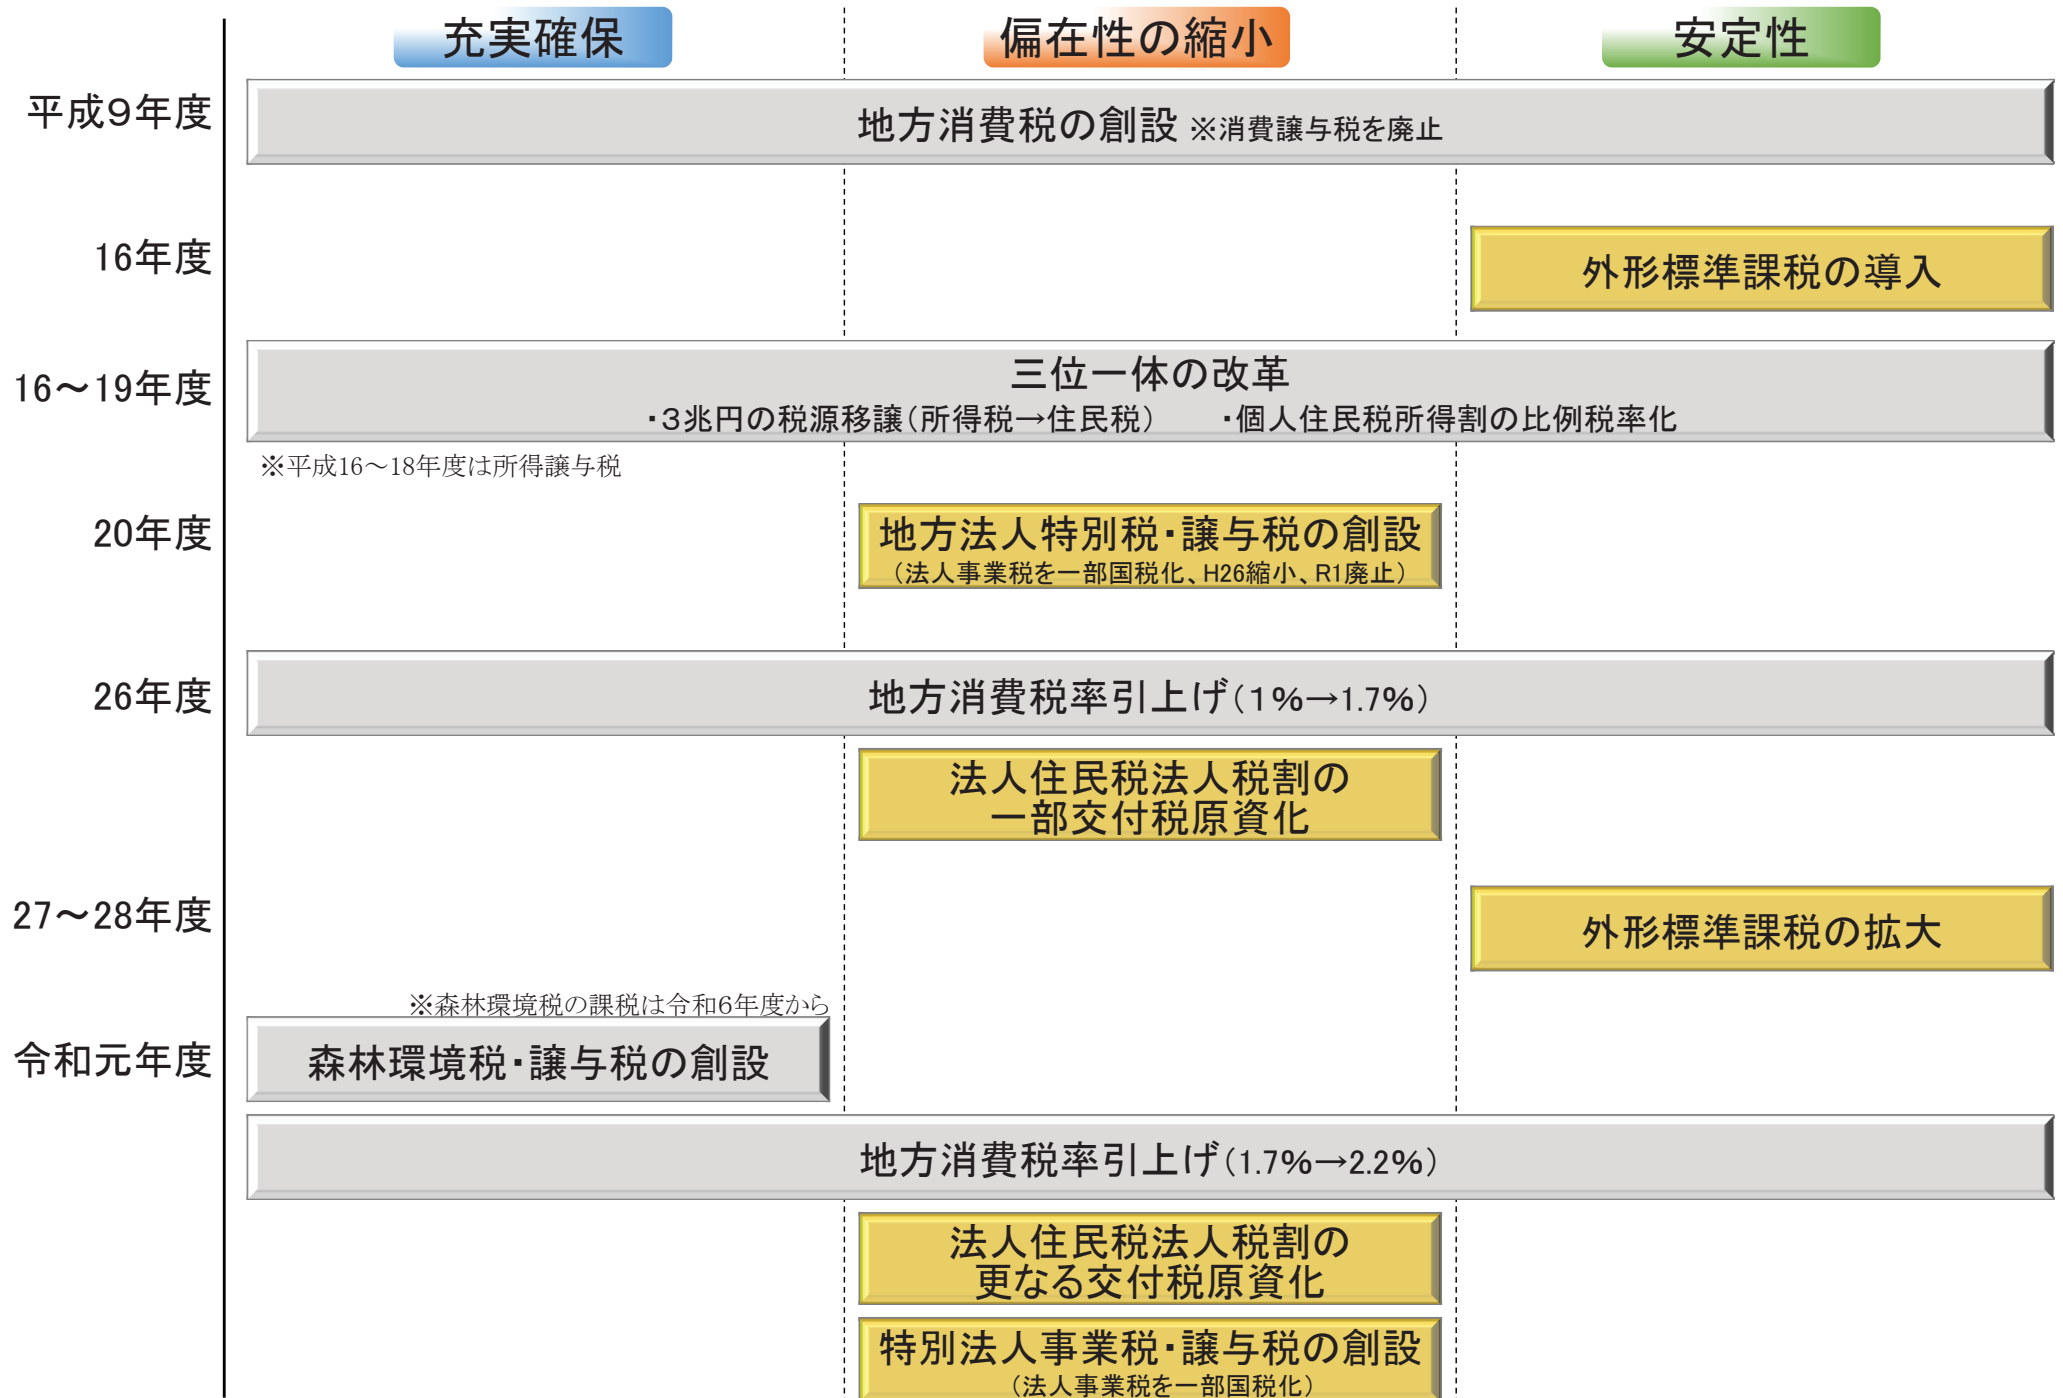 充実確保
偏在性の縮小
安定性
平成９年度
地方消費税の創設 ※消費譲与税を廃止
16年度
外形標準課税の導入
16～19年度
三位一体の改革
・３兆円の税源移譲（所得税→住民税）　・個人住民税所得割の比例税率化
※平成16～18年度は所得譲与税
20年度
地方法人特別税・譲与税の創設
（法人事業税を一部国税化、H26縮小、R1廃止）
26年度
地方消費税率引上げ（１％→1.7％）
法人住民税法人税割の
一部交付税原資化
27～28年度
外形標準課税の拡大
※森林環境税の課税は令和6年度から
令和元年度
森林環境税・譲与税の創設
地方消費税率引上げ（1.7％→2.2％）
法人住民税法人税割の
更なる交付税原資化
特別法人事業税・譲与税の創設
（法人事業税を一部国税化）